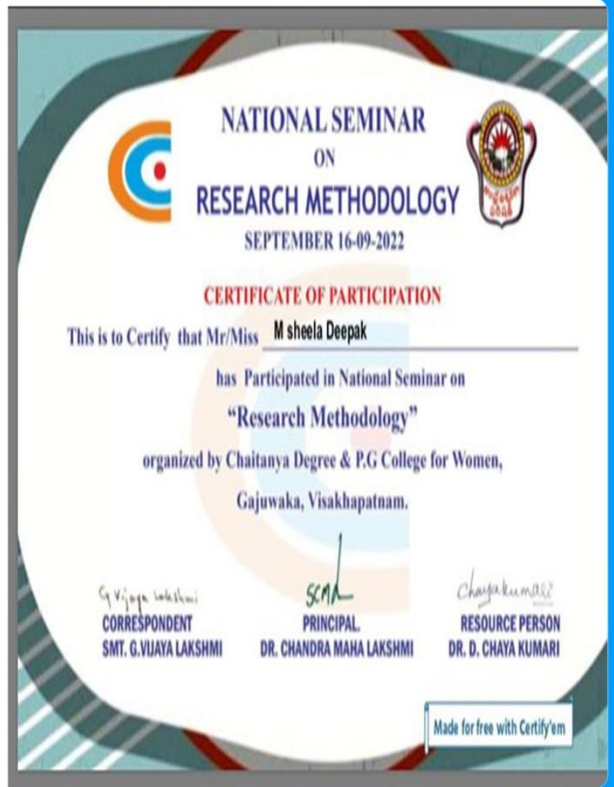 NATIONAL SEMINAR
ON
RESEARCH METHODOLOGY
SEPTEMBER 16-09-2022
CERTIFICATE OF PARTICIPATION
This is to Certify that Mr/Miss M sheela Deepak
has Participated in National Seminar on
“Research Methodology”
organized by Chaitanya Degree & P.G College for Women,
Gajuwaka, Visakhapatnam.
G Vijaya Lakshmi
Chayakumari
CORRESPONDENT PRINCIPAL. RESOURCE PERSON
SMT. G.VIJAYA LAKSHMI DR. CHANDRA MAHA LAKSHMI DR. D. CHAYA KUMARI
Made for free with Certify'em